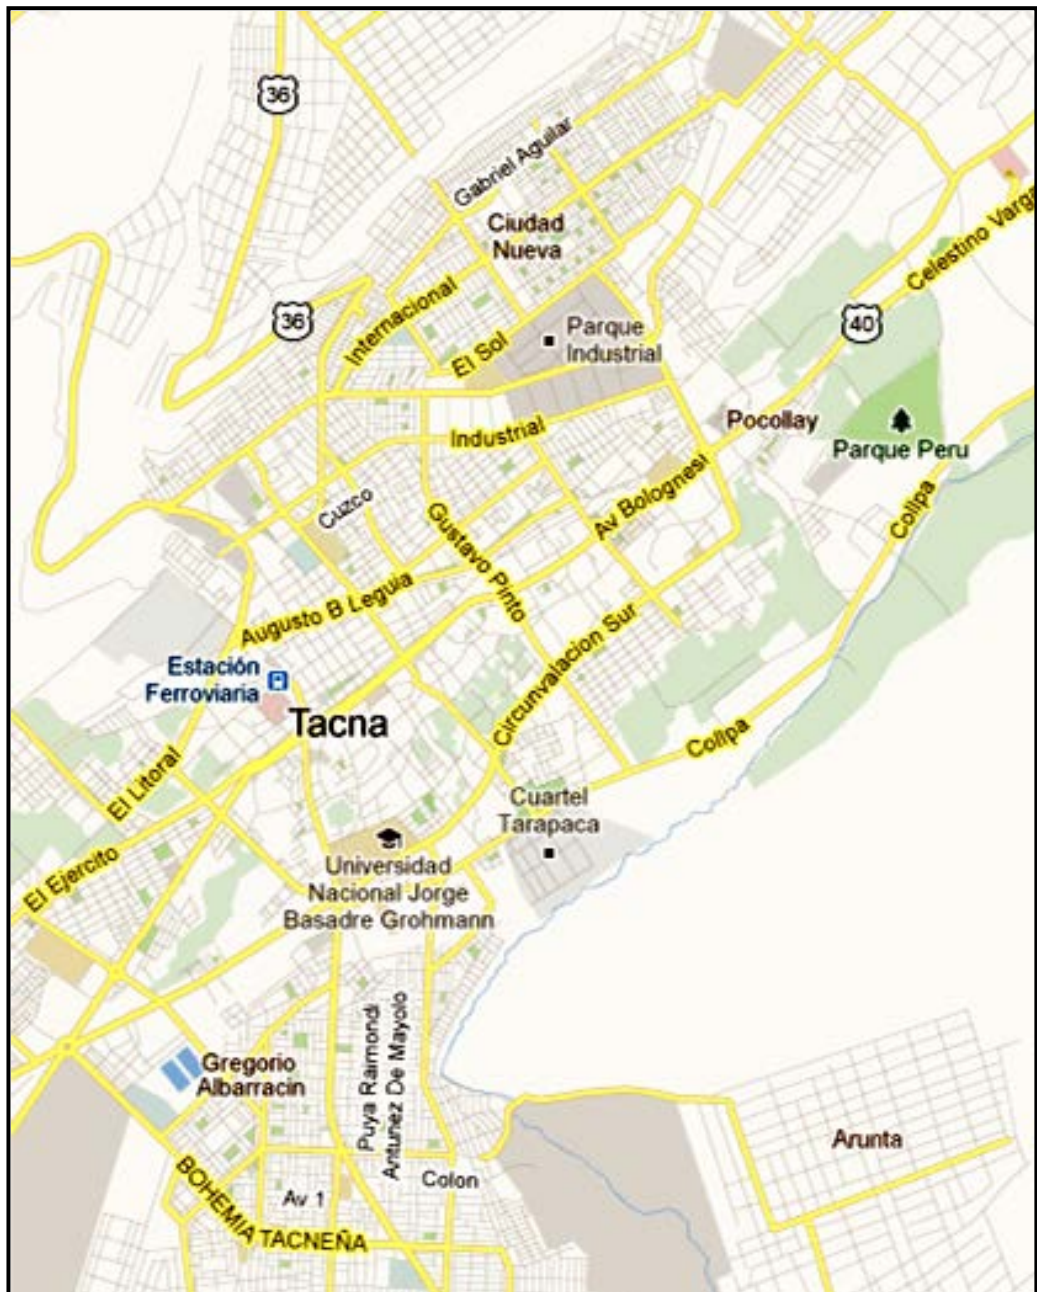 36
Gabriel Aguilar
Ciudad
Nueva
Celestino Varga
Internacional
36
40
El Sol
Parque
Industrial
Pocollay
Industrial
Parque Peru
Av Bolognesi
Cuzco
Collpa
Gustavo Pinto
Augusto B Leguia
Circunvalacion Sur
Estación
Ferroviaria
Tacna
Collpa
El Litoral
Cuartel
Tarapaca
El Ejercito
Universidad
Nacional Jorge
Basadre Grohmann
Puya Raimondi
Antunez De Mayolo
Gregorio
Albarracin
Arunta
Colon
Av 1
BOHEMIA TACNEÑA